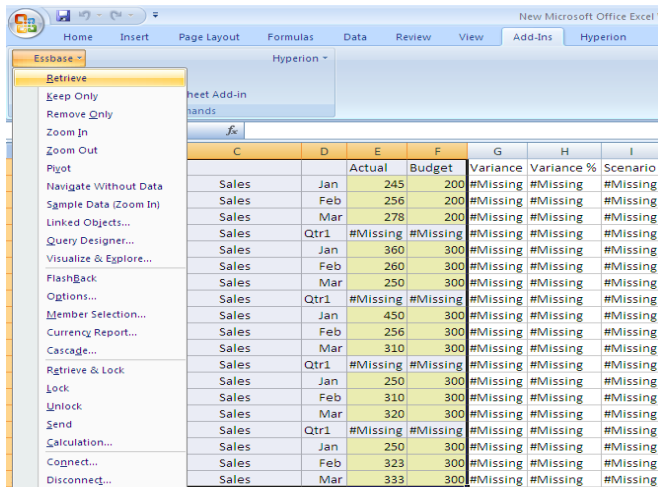 New Microsoft Office Excel
Home Insert Page Layout Formulas Data Review View Add-Ins Hyperion
Essbase Hyperion
Retrieve
Keep Only
heet Add-in
Remove Only
Zoom In
Zoom Out
Pivot
Navigate Without Data
Sample Data (Zoom In)
Linked Objects...
Query Designer...
Visualize & Explore...
FlashBack
Options...
Member Selection...
Currency Report...
Cascade...
Retrieve & Lock
Lock
Unlock
Send
Calculation...
Connect...
Disconnect...
fx
C D E F G H I
Actual Budget Variance Variance % Scenario
Sales Jan 245 200 #Missing #Missing #Missing
Sales Feb 256 200 #Missing #Missing #Missing
Sales Mar 278 200 #Missing #Missing #Missing
Sales Qtr1 #Missing #Missing #Missing #Missing #Missing
Sales Jan 360 300 #Missing #Missing #Missing
Sales Feb 260 300 #Missing #Missing #Missing
Sales Mar 250 300 #Missing #Missing #Missing
Sales Qtr1 #Missing #Missing #Missing #Missing #Missing
Sales Jan 450 300 #Missing #Missing #Missing
Sales Feb 256 300 #Missing #Missing #Missing
Sales Mar 310 300 #Missing #Missing #Missing
Sales Qtr1 #Missing #Missing #Missing #Missing #Missing
Sales Jan 250 300 #Missing #Missing #Missing
Sales Feb 310 300 #Missing #Missing #Missing
Sales Mar 320 300 #Missing #Missing #Missing
Sales Qtr1 #Missing #Missing #Missing #Missing #Missing
Sales Jan 250 300 #Missing #Missing #Missing
Sales Feb 323 300 #Missing #Missing #Missing
Sales Mar 333 300 #Missing #Missing #Missing